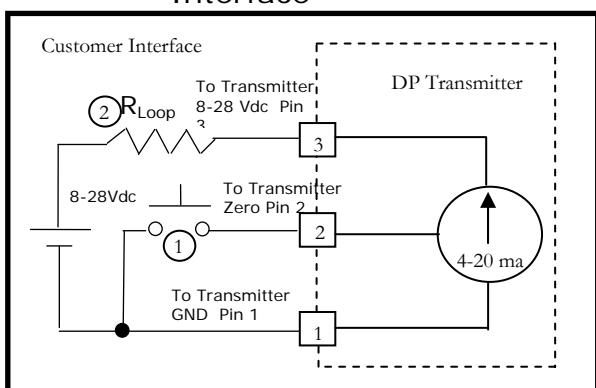 Interface
Customer Interface
DP Transmitter
To Transmitter
8-28 Vdc Pin
3
2
RLoop
3
8-28Vdc
To Transmitter
Zero Pin 2
1
2
4-20 ma
To Transmitter
GND Pin 1
1